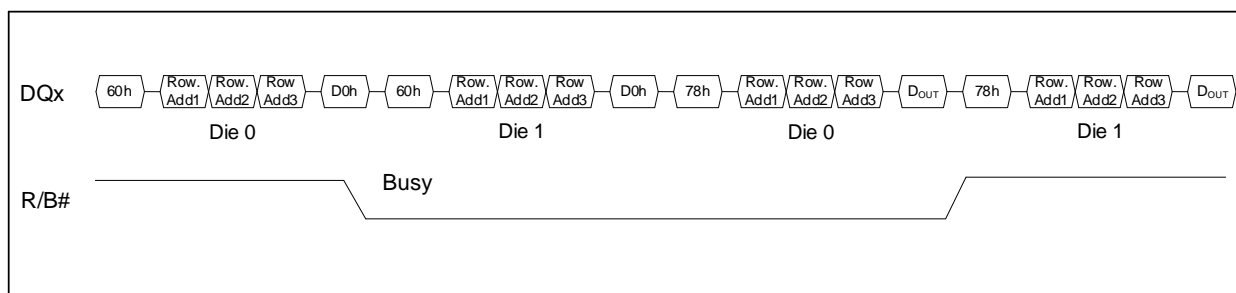 DQx 60h Row. Add1 Row. Add2 Row Add3 D0h 60h Row. Add1 Row. Add2 Row Add3 D0h 78h Row. Add1 Row. Add2 Row Add3 DOUT 78h Row. Add1 Row. Add2 Row Add3 DOUT
Die 0 Die 1 Die 0 Die 1
Busy
R/B#